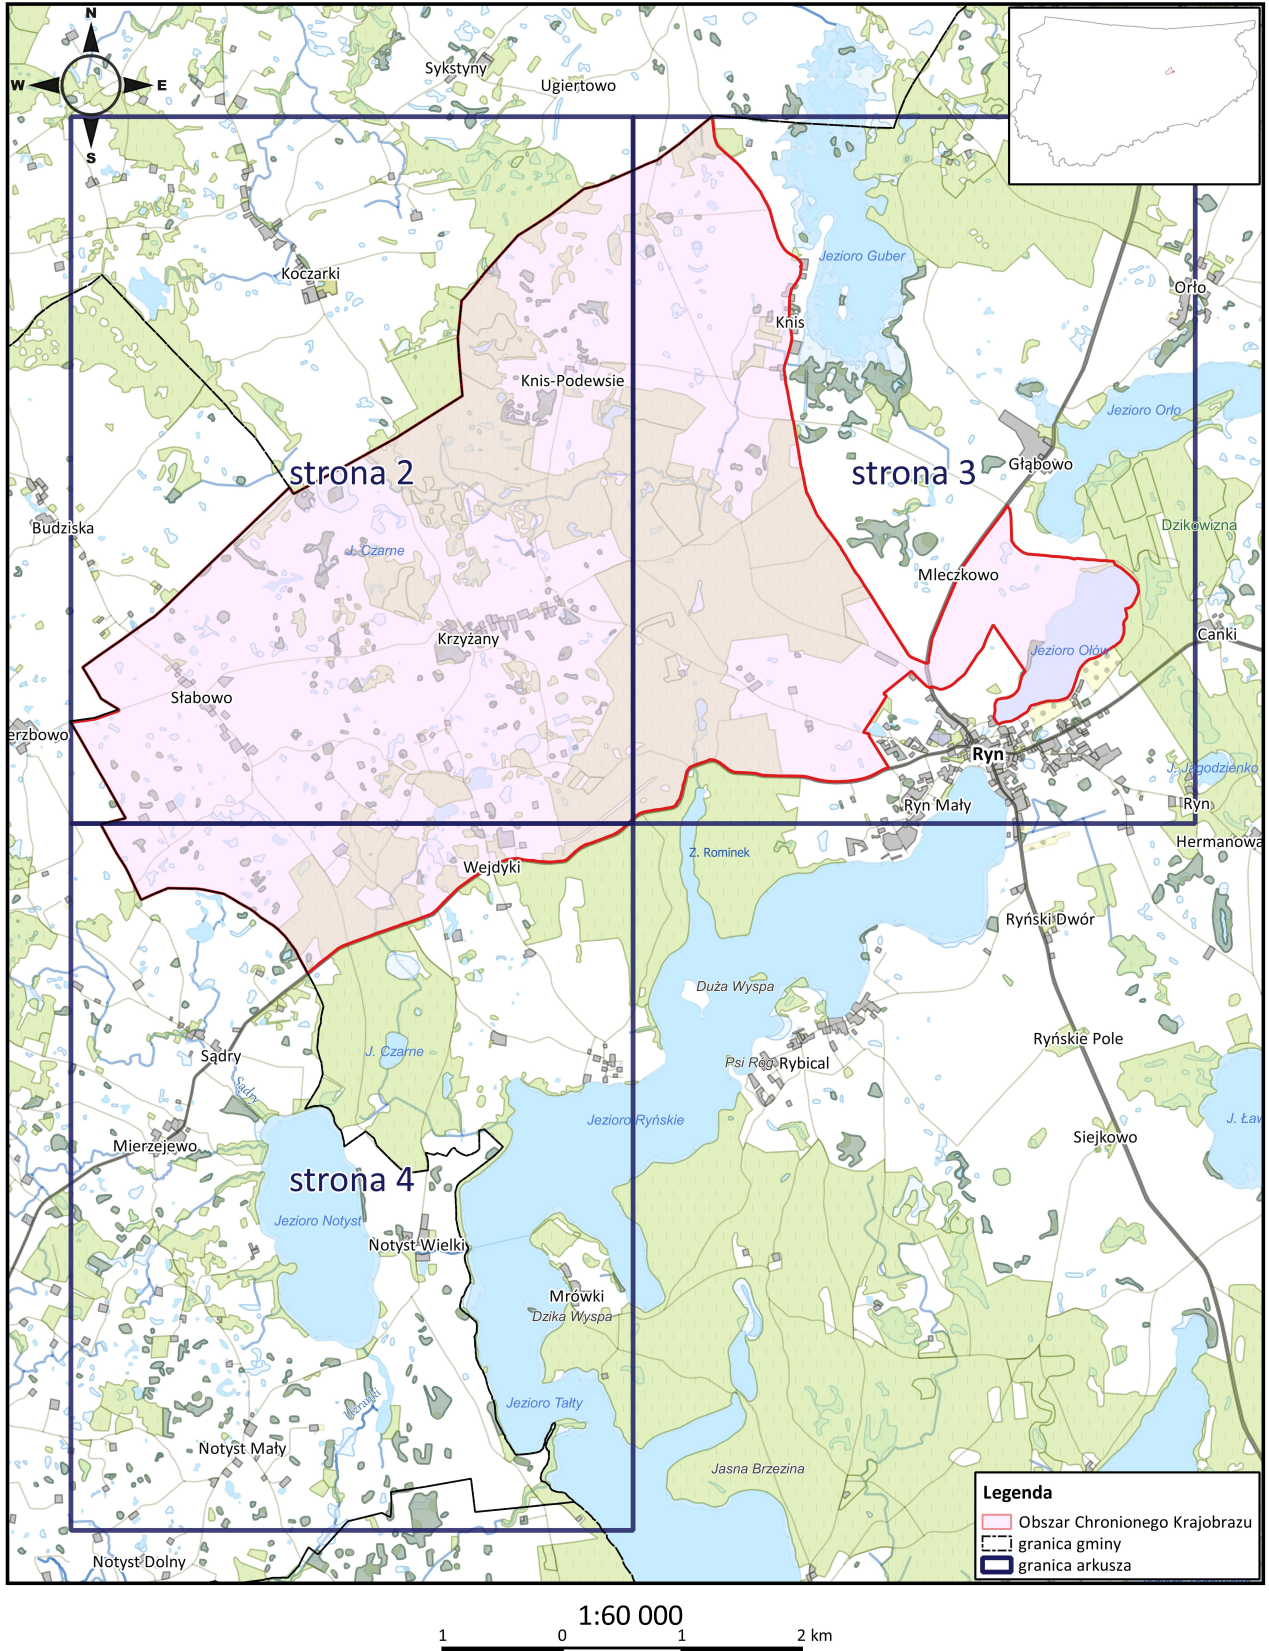 N
W
E
S
Sykstyny
Ugiertowo
Jezioro Guber
Koczarki
Orło
Knis
Knis-Podewsie
Jezioro Orło
strona 2
strona 3
Głąbowo
Budziska
Dzikowizna
J. Czarne
Mleczkowo
Krzyżany
Canki
Jezioro Ołów
Słabowo
erzbowo
Ryn
J. Jagodzienko
Ryn Mały
Ryn
Hermanowa
Z. Rominek
Wejdyki
Ryński Dwór
Duża Wyspa
Ryńskie Pole
J. Czarne
Sądry
Psi Róg
Rybical
Sądry
Jezioro Ryńskie
J. Ław
Siejkowo
Mierzejewo
strona 4
Jezioro Notyst
Notyst Wielki
Mrówki
Dzika Wyspa
Jezioro Tałty
Użranki
Notyst Mały
Jasna Brzezina
Notyst Dolny
Legenda
Obszar Chronionego Krajobrazu
granica gminy
granica arkusza
1:60 000
1 0 1 2 km